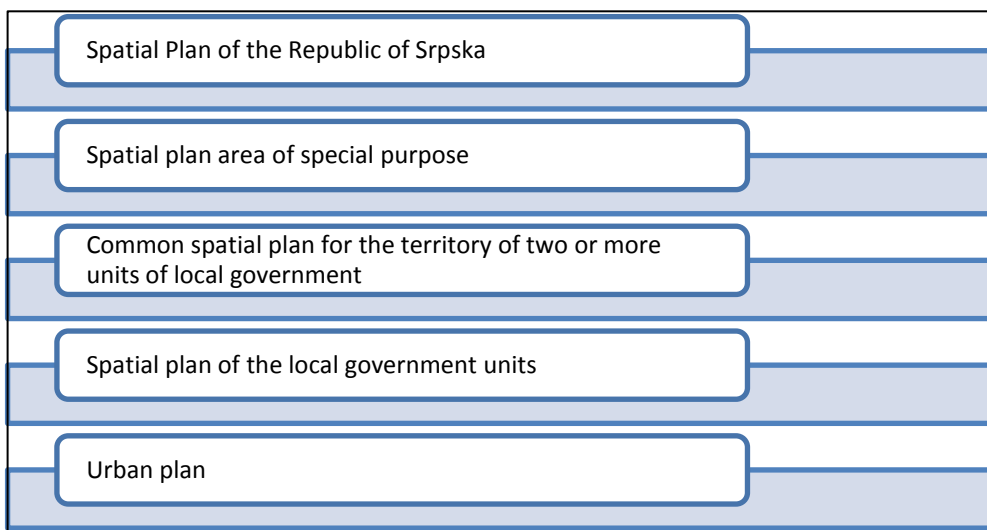 Spatial Plan of the Republic of Srpska
Spatial plan area of special purpose
Common spatial plan for the territory of two or more
units of local government
Spatial plan of the local government units
Urban plan